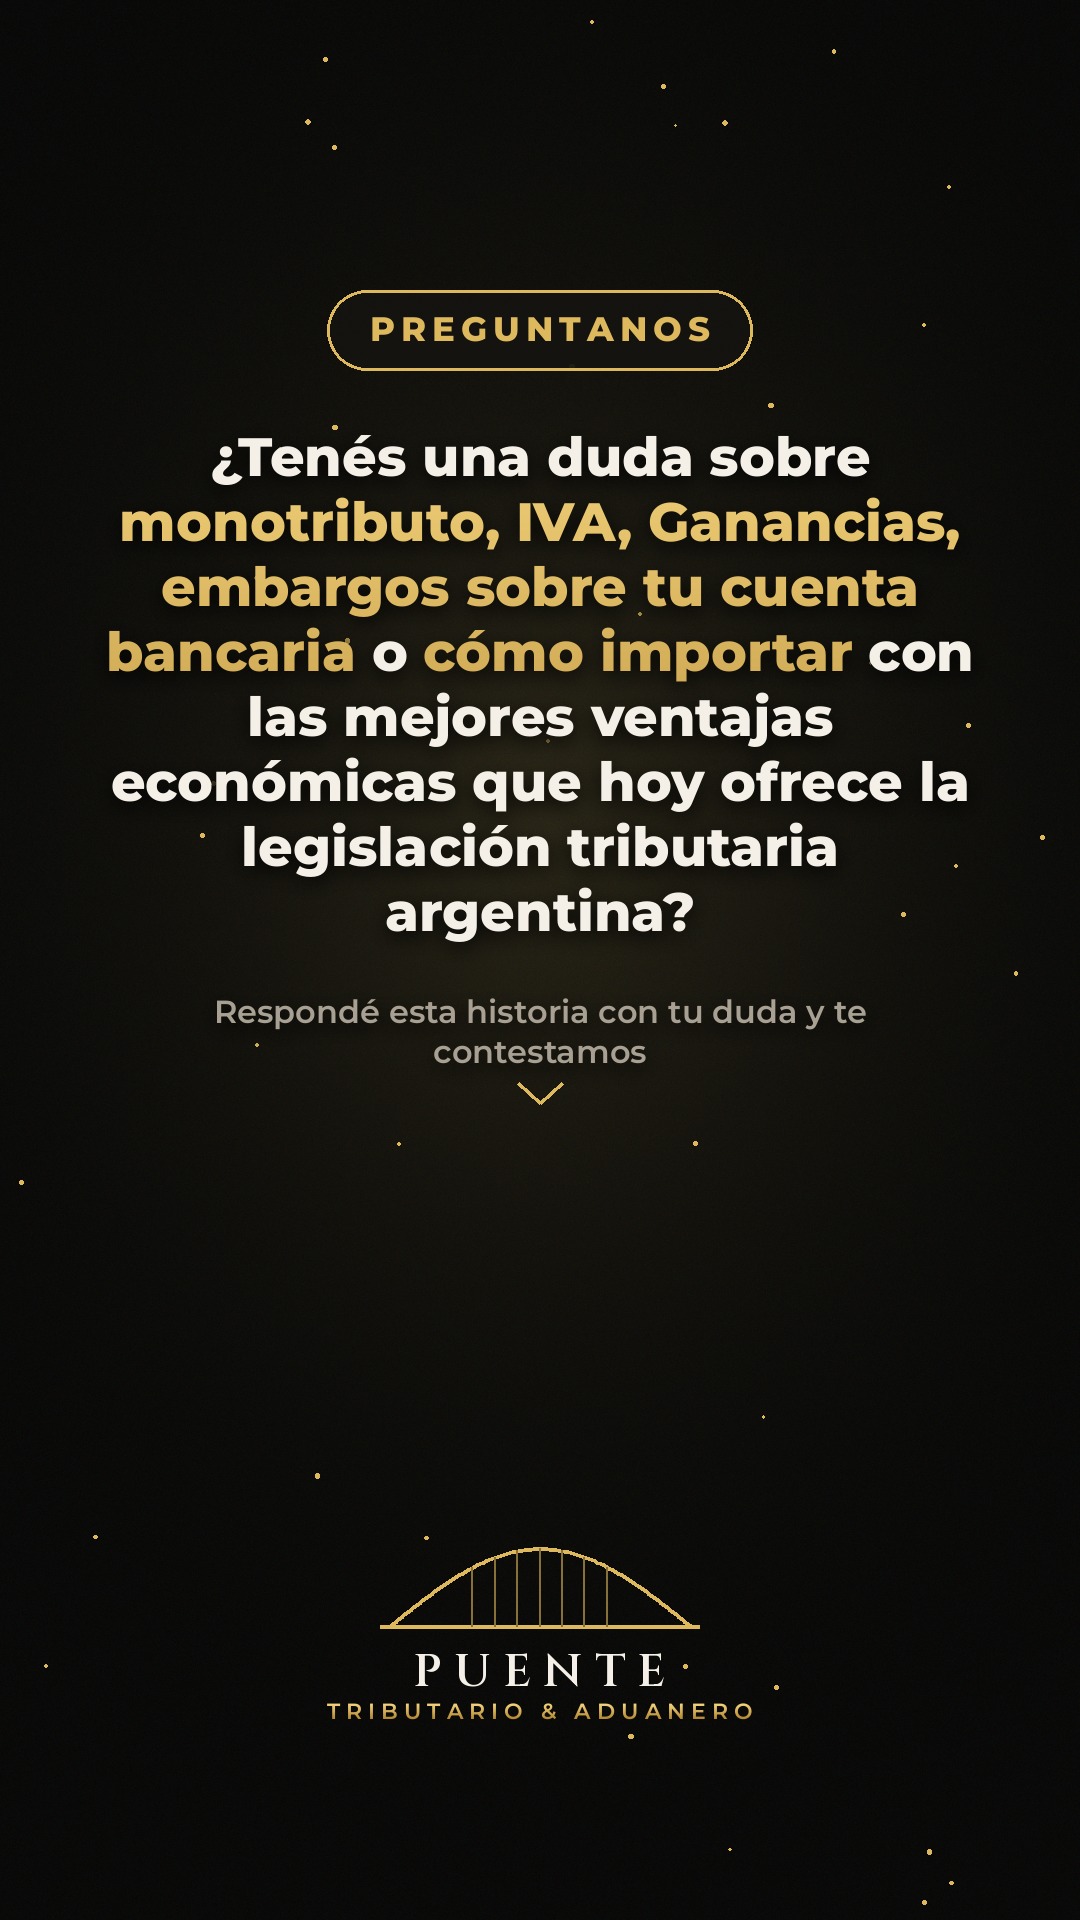 PREGUNTANOS
¿Tenés una duda sobre
monotributo, IVA, Ganancias,
embargos sobre tu cuenta
bancaria o cómo importar con
las mejores ventajas
económicas que hoy ofrece la
legislación tributaria
argentina?
Respondé esta historia con tu duda y te
contestamos
PUENTE
TRIBUTARIO & ADUANERO